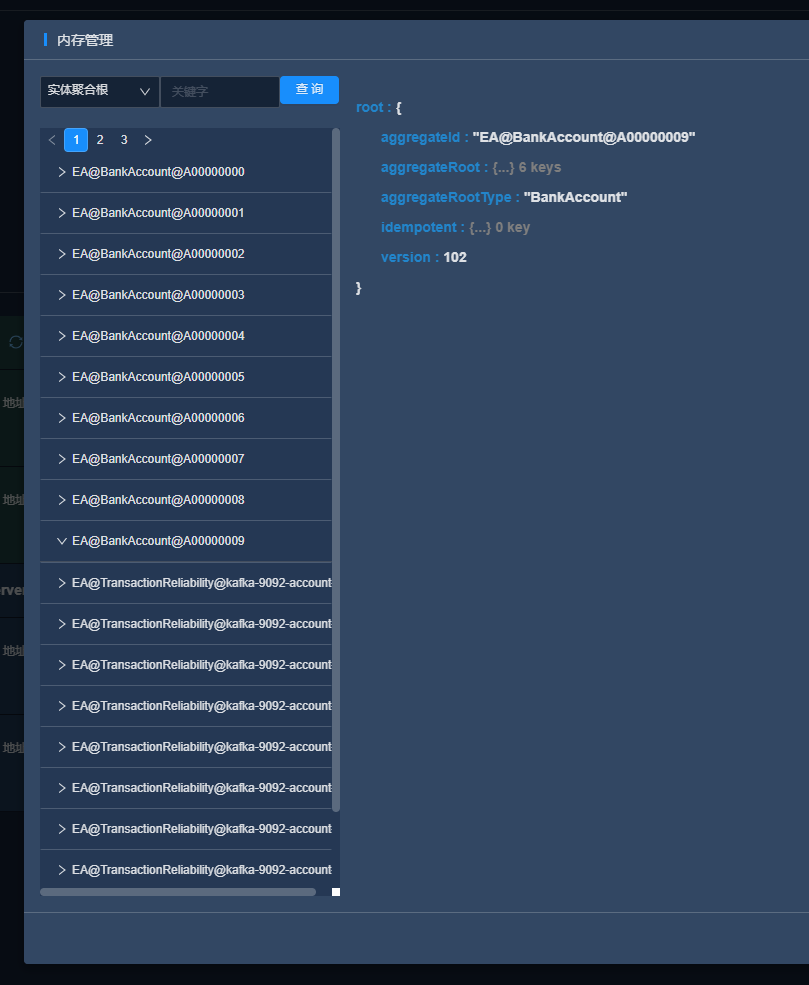 内存管理
实体聚合根
关键字
查 询
1 2 3
EA@BankAccount@A00000000
EA@BankAccount@A00000001
EA@BankAccount@A00000002
EA@BankAccount@A00000003
EA@BankAccount@A00000004
EA@BankAccount@A00000005
EA@BankAccount@A00000006
EA@BankAccount@A00000007
EA@BankAccount@A00000008
EA@BankAccount@A00000009
EA@TransactionReliability@kafka-9092-account-
EA@TransactionReliability@kafka-9092-account-
EA@TransactionReliability@kafka-9092-account-
EA@TransactionReliability@kafka-9092-account-
EA@TransactionReliability@kafka-9092-account-
EA@TransactionReliability@kafka-9092-account-
EA@TransactionReliability@kafka-9092-account-
EA@TransactionReliability@kafka-9092-account-
root : {
aggregateId : "EA@BankAccount@A00000009"
aggregateRoot : {...} 6 keys
aggregateRootType : "BankAccount"
idempotent : {...} 0 key
version : 102
}
地址
地址
rver
地址
地址